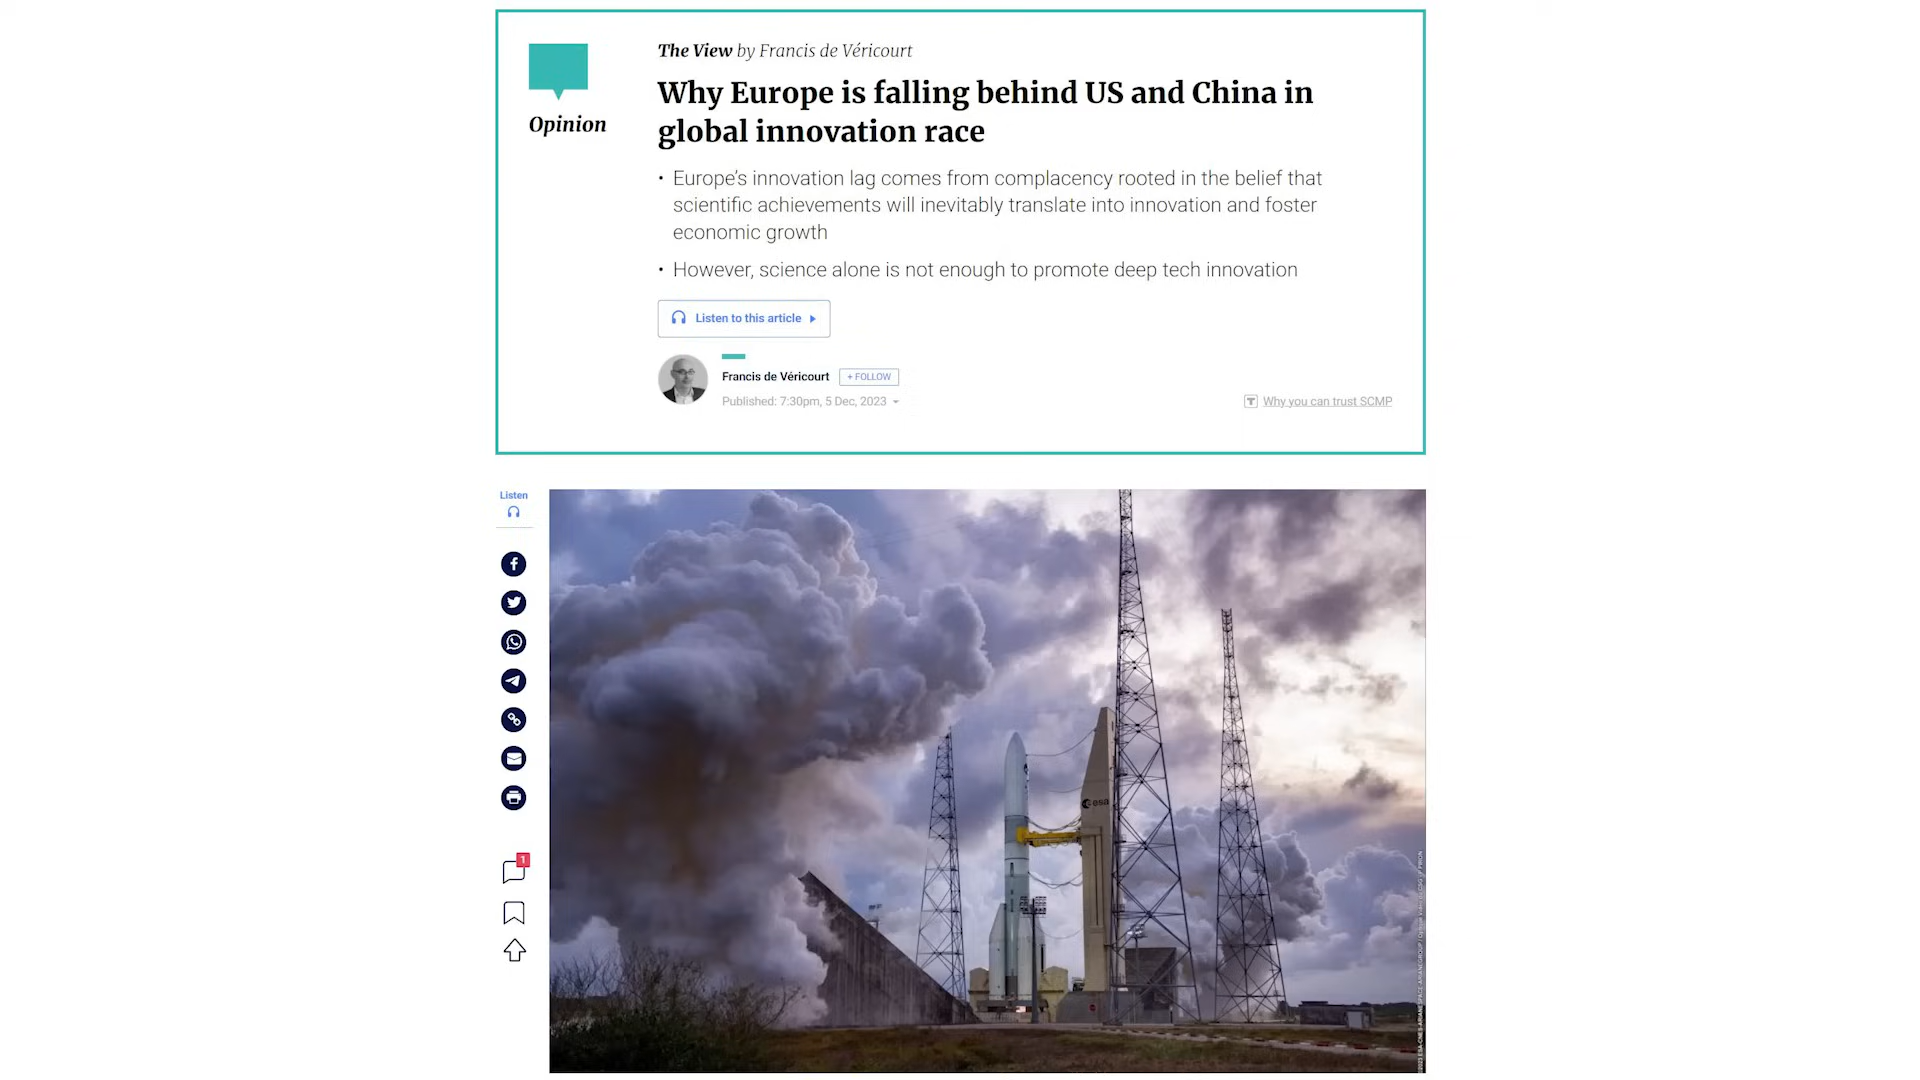 The View by Francis de Véricourt
Opinion
Why Europe is falling behind US and China in
global innovation race
• Europe's innovation lag comes from complacency rooted in the belief that
scientific achievements will inevitably translate into innovation and foster
economic growth
• However, science alone is not enough to promote deep tech innovation
Listen to this article
Francis de Véricourt
+ FOLLOW
Published: 7:30pm, 5 Dec, 2023
Why you can trust SCMP
Listen
1
esa